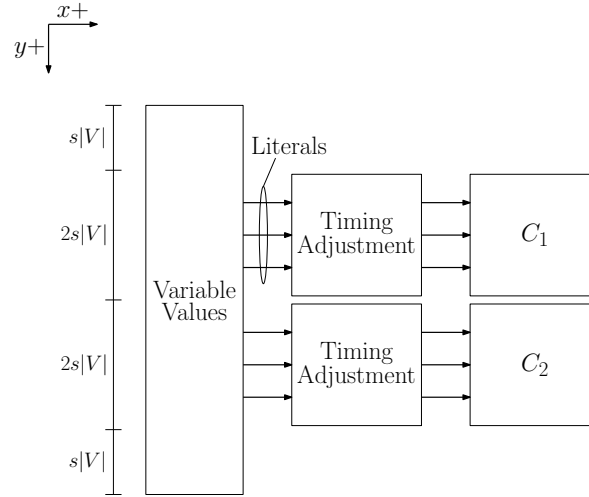 x+
y+
s|V|
Literals
2s|V|
Timing
Adjustment
C₁
Variable
Values
2s|V|
Timing
Adjustment
C₂
s|V|